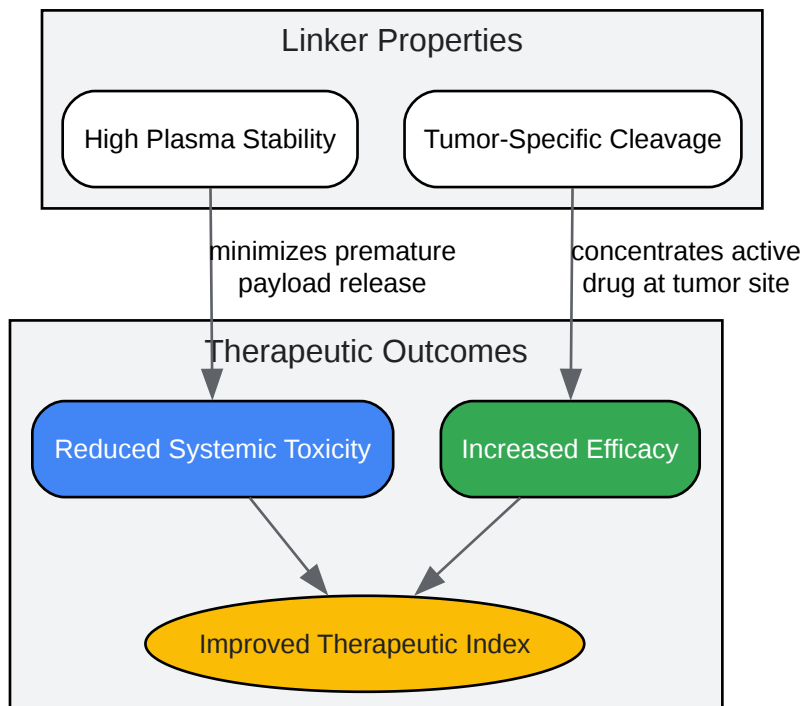 Linker Properties
High Plasma Stability
Tumor-Specific Cleavage
minimizes premature
payload release
concentrates active
drug at tumor site
Therapeutic Outcomes
Reduced Systemic Toxicity
Increased Efficacy
Improved Therapeutic Index